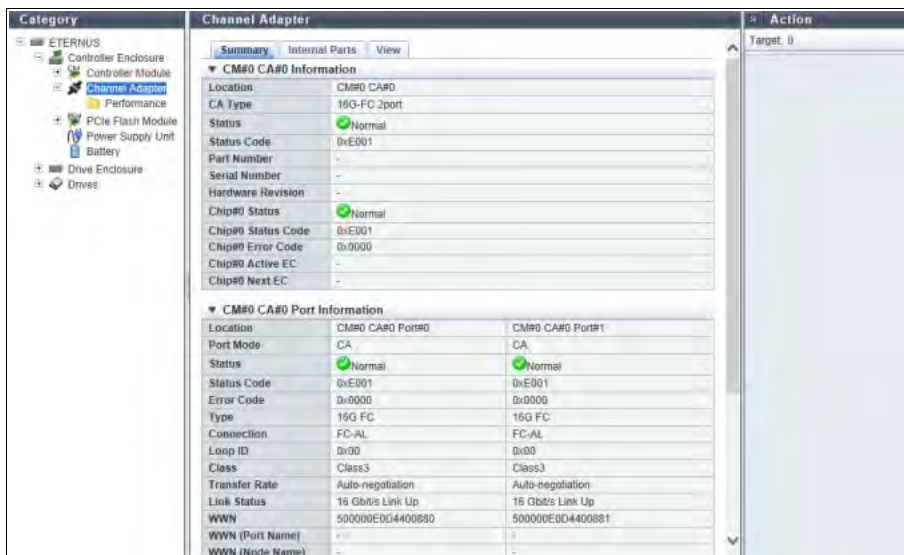 Category
ETERNUS
Controller Enclosure
Controller Module
Channel Adapter
Performance
PCIe Flash Module
Power Supply Unit
Battery
Drive Enclosure
Drives
Channel Adapter
Summary Internal Parts View
CM#0 CA#0 Information
Location CM#0 CA#0
CA Type 16G-FC 2port
Status Normal
Status Code 0xE001
Part Number -
Serial Number -
Hardware Revision -
Chip#0 Status Normal
Chip#0 Status Code 0xE001
Chip#0 Error Code 0x0000
Chip#0 Active EC -
Chip#0 Next EC -
CM#0 CA#0 Port Information
Location CM#0 CA#0 Port#0 CM#0 CA#0 Port#1
Port Mode CA CA
Status Normal Normal
Status Code 0xE001 0xE001
Error Code 0x0000 0x0000
Type 16G FC 16G FC
Connection FC-AL FC-AL
Loop ID 0x00 0x00
Class Class3 Class3
Transfer Rate Auto-negotiation Auto-negotiation
Link Status 16 Gbit/s Link Up 16 Gbit/s Link Up
WWN 500000E0D4400880 500000E0D4400881
WWN (Port Name) - -
WWN (Node Name) - -
» Action
Target: 0